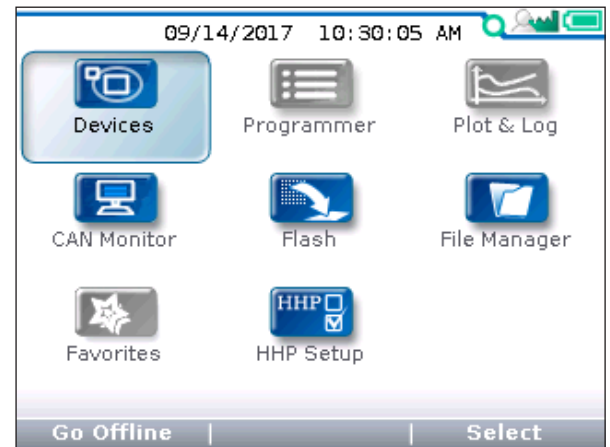 09/14/2017 10:30:05 AM
Devices Programmer Plot & Log
CAN Monitor Flash File Manager
HHP
Favorites HHP Setup
Go Offline Select